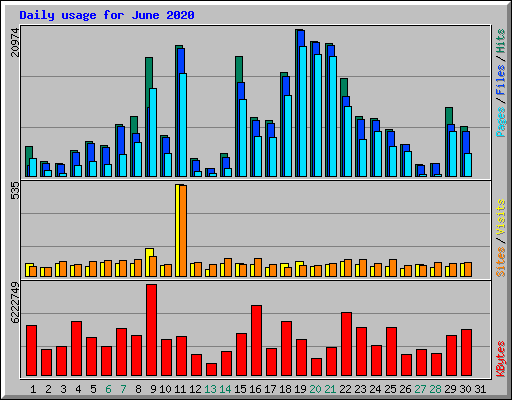 Daily usage for June 2020
20974
Pages / Files / Hits
535
Sites / Visits
6222749
KBytes
1 2 3 4 5 6 7 8 9 10 11 12 13 14 15 16 17 18 19 20 21 22 23 24 25 26 27 28 29 30 31